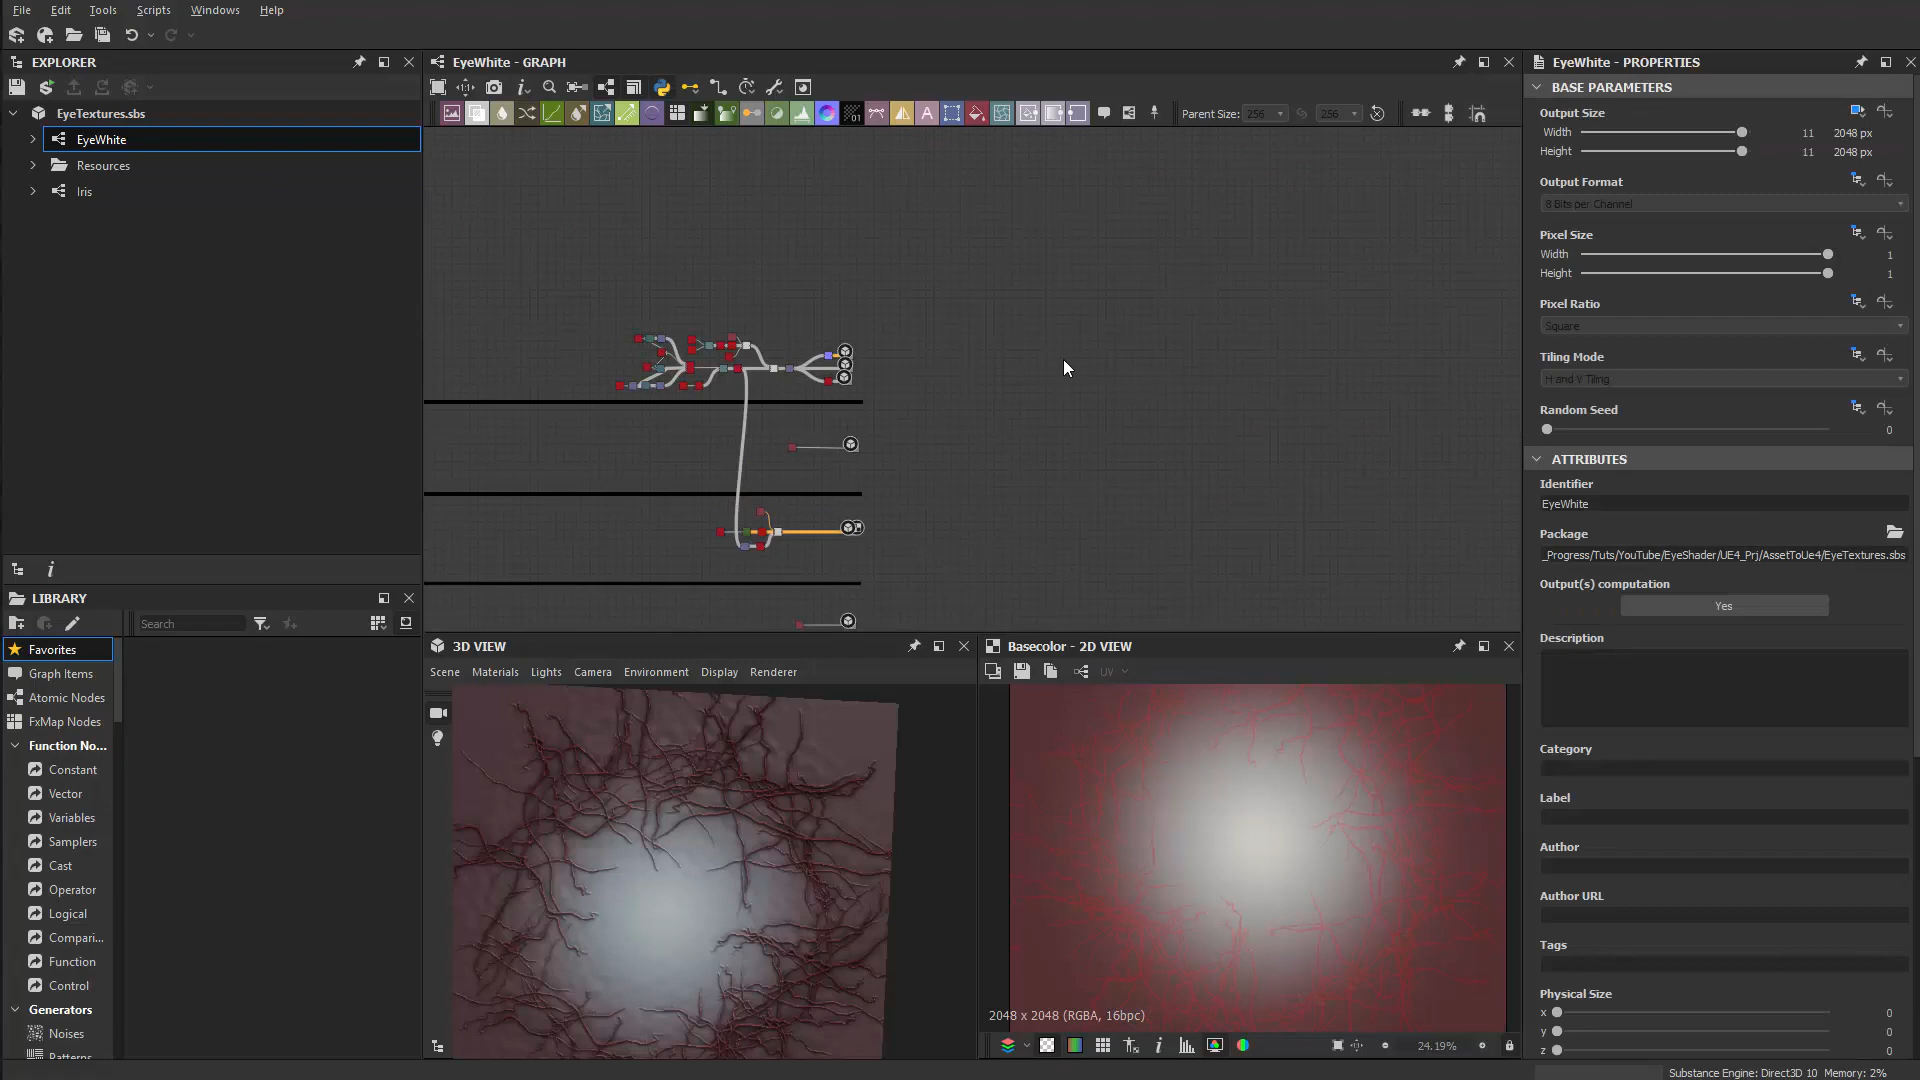 File Edit Tools Scripts Windows Help
EXPLORER
EyeTextures.sbs
EyeWhite
Resources
Iris
LIBRARY
Search
Favorites
Graph Items
Atomic Nodes
FxMap Nodes
Function No...
Constant
Vector
Variables
Samplers
Cast
Operator
Logical
Compari...
Function
Control
Generators
Noises
Patterns
EyeWhite - GRAPH
Parent Size: 256 256
3D VIEW
Scene Materials Lights Camera Environment Display Renderer
Basecolor - 2D VIEW
UV
2048 x 2048 (RGBA, 16bpc)
24.19%
EyeWhite - PROPERTIES
BASE PARAMETERS
Output Size
Width 11 2048 px
Height 11 2048 px
Output Format
8 Bits per Channel
Pixel Size
Width 1
Height 1
Pixel Ratio
Square
Tiling Mode
H and V Tiling
Random Seed
0
ATTRIBUTES
Identifier
EyeWhite
Package
_Progress/Tuts/YouTube/EyeShader/UE4_Prj/AssetToUe4/EyeTextures.sbs
Output(s) computation
Yes
Description
Category
Label
Author
Author URL
Tags
Physical Size
x 0
y 0
z 0
Substance Engine: Direct3D 10 Memory: 2%